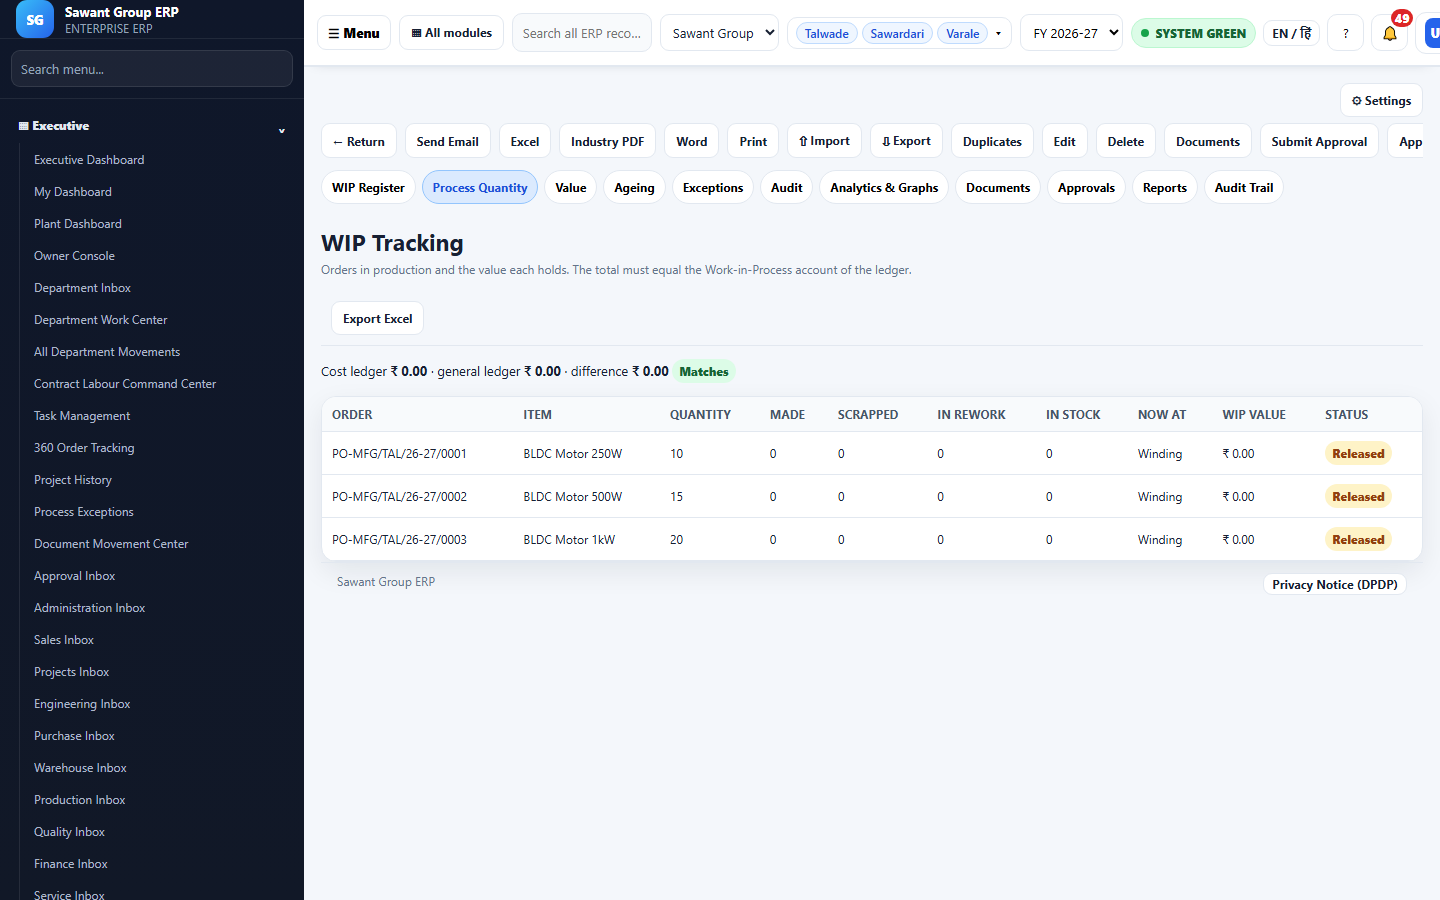 SG
Sawant Group ERP
ENTERPRISE ERP
Search menu...
Executive
Executive Dashboard
My Dashboard
Plant Dashboard
Owner Console
Department Inbox
Department Work Center
All Department Movements
Contract Labour Command Center
Task Management
360 Order Tracking
Project History
Process Exceptions
Document Movement Center
Approval Inbox
Administration Inbox
Sales Inbox
Projects Inbox
Engineering Inbox
Purchase Inbox
Warehouse Inbox
Production Inbox
Quality Inbox
Finance Inbox
Service Inbox
☰ Menu
All modules
Search all ERP reco...
Sawant Group
Talwade Sawardari Varale
FY 2026-27
SYSTEM GREEN
EN / हिं
?
49
U
⚙ Settings
← Return Send Email Excel Industry PDF Word Print ⇧ Import ⇩ Export Duplicates Edit Delete Documents Submit Approval App
WIP Register Process Quantity Value Ageing Exceptions Audit Analytics & Graphs Documents Approvals Reports Audit Trail
WIP Tracking
Orders in production and the value each holds. The total must equal the Work-in-Process account of the ledger.
Export Excel
Cost ledger ₹ 0.00 · general ledger ₹ 0.00 · difference ₹ 0.00 Matches
ORDER ITEM QUANTITY MADE SCRAPPED IN REWORK IN STOCK NOW AT WIP VALUE STATUS
PO-MFG/TAL/26-27/0001 BLDC Motor 250W 10 0 0 0 0 Winding ₹ 0.00 Released
PO-MFG/TAL/26-27/0002 BLDC Motor 500W 15 0 0 0 0 Winding ₹ 0.00 Released
PO-MFG/TAL/26-27/0003 BLDC Motor 1kW 20 0 0 0 0 Winding ₹ 0.00 Released
Sawant Group ERP
Privacy Notice (DPDP)